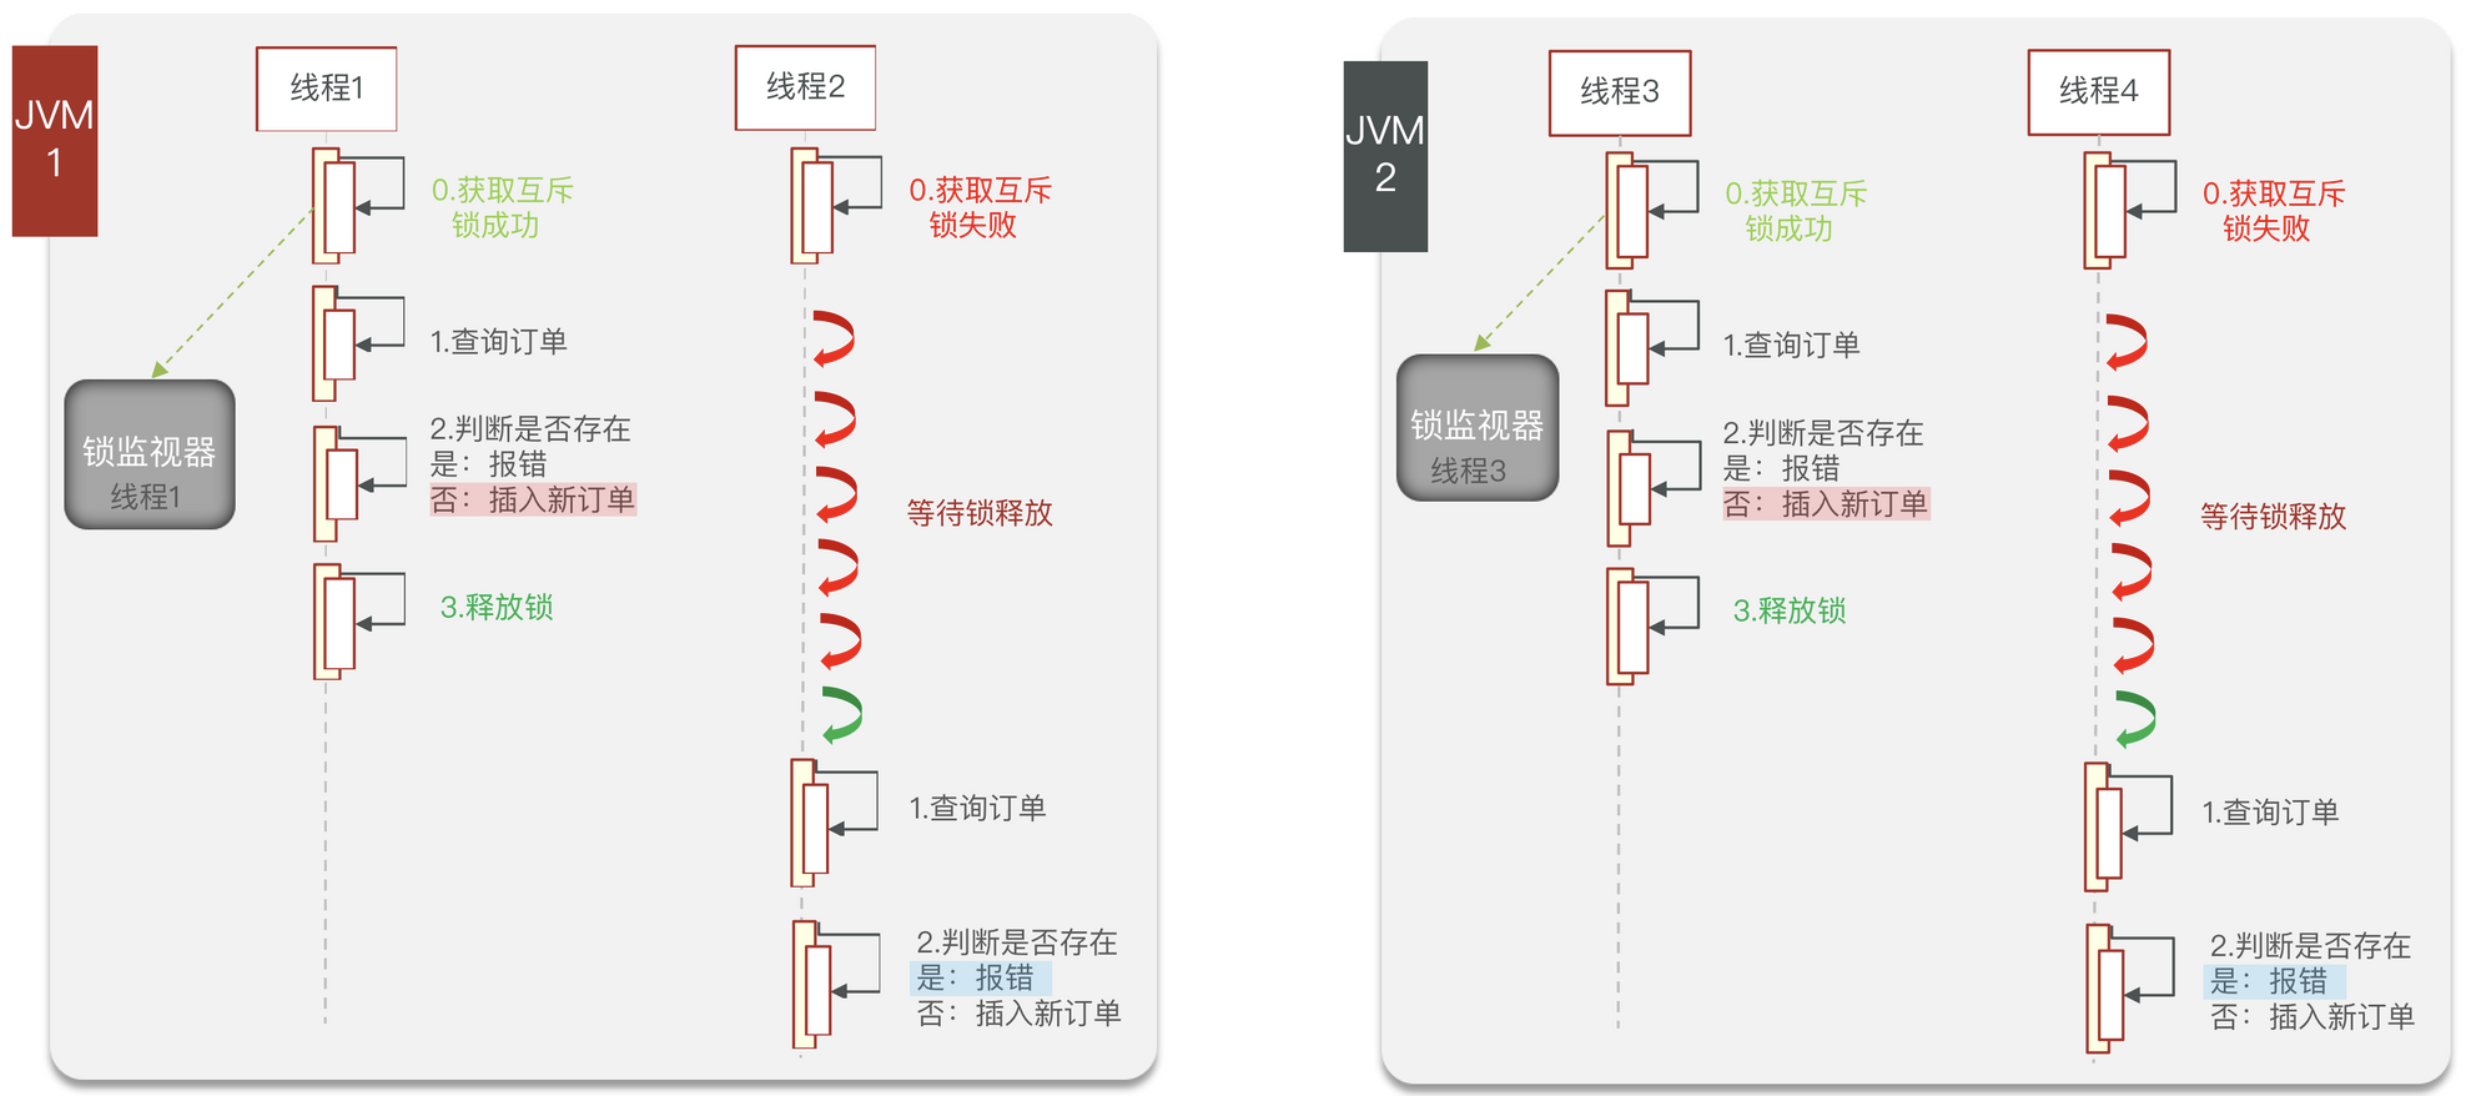 JVM
1
线程1
线程2
0.获取互斥
锁成功
0.获取互斥
锁失败
1.查询订单
锁监视器
线程1
2.判断是否存在
是：报错
否：插入新订单
等待锁释放
3.释放锁
1.查询订单
2.判断是否存在
是：报错
否：插入新订单
JVM
2
线程3
线程4
0.获取互斥
锁成功
0.获取互斥
锁失败
1.查询订单
锁监视器
线程3
2.判断是否存在
是：报错
否：插入新订单
等待锁释放
3.释放锁
1.查询订单
2.判断是否存在
是：报错
否：插入新订单